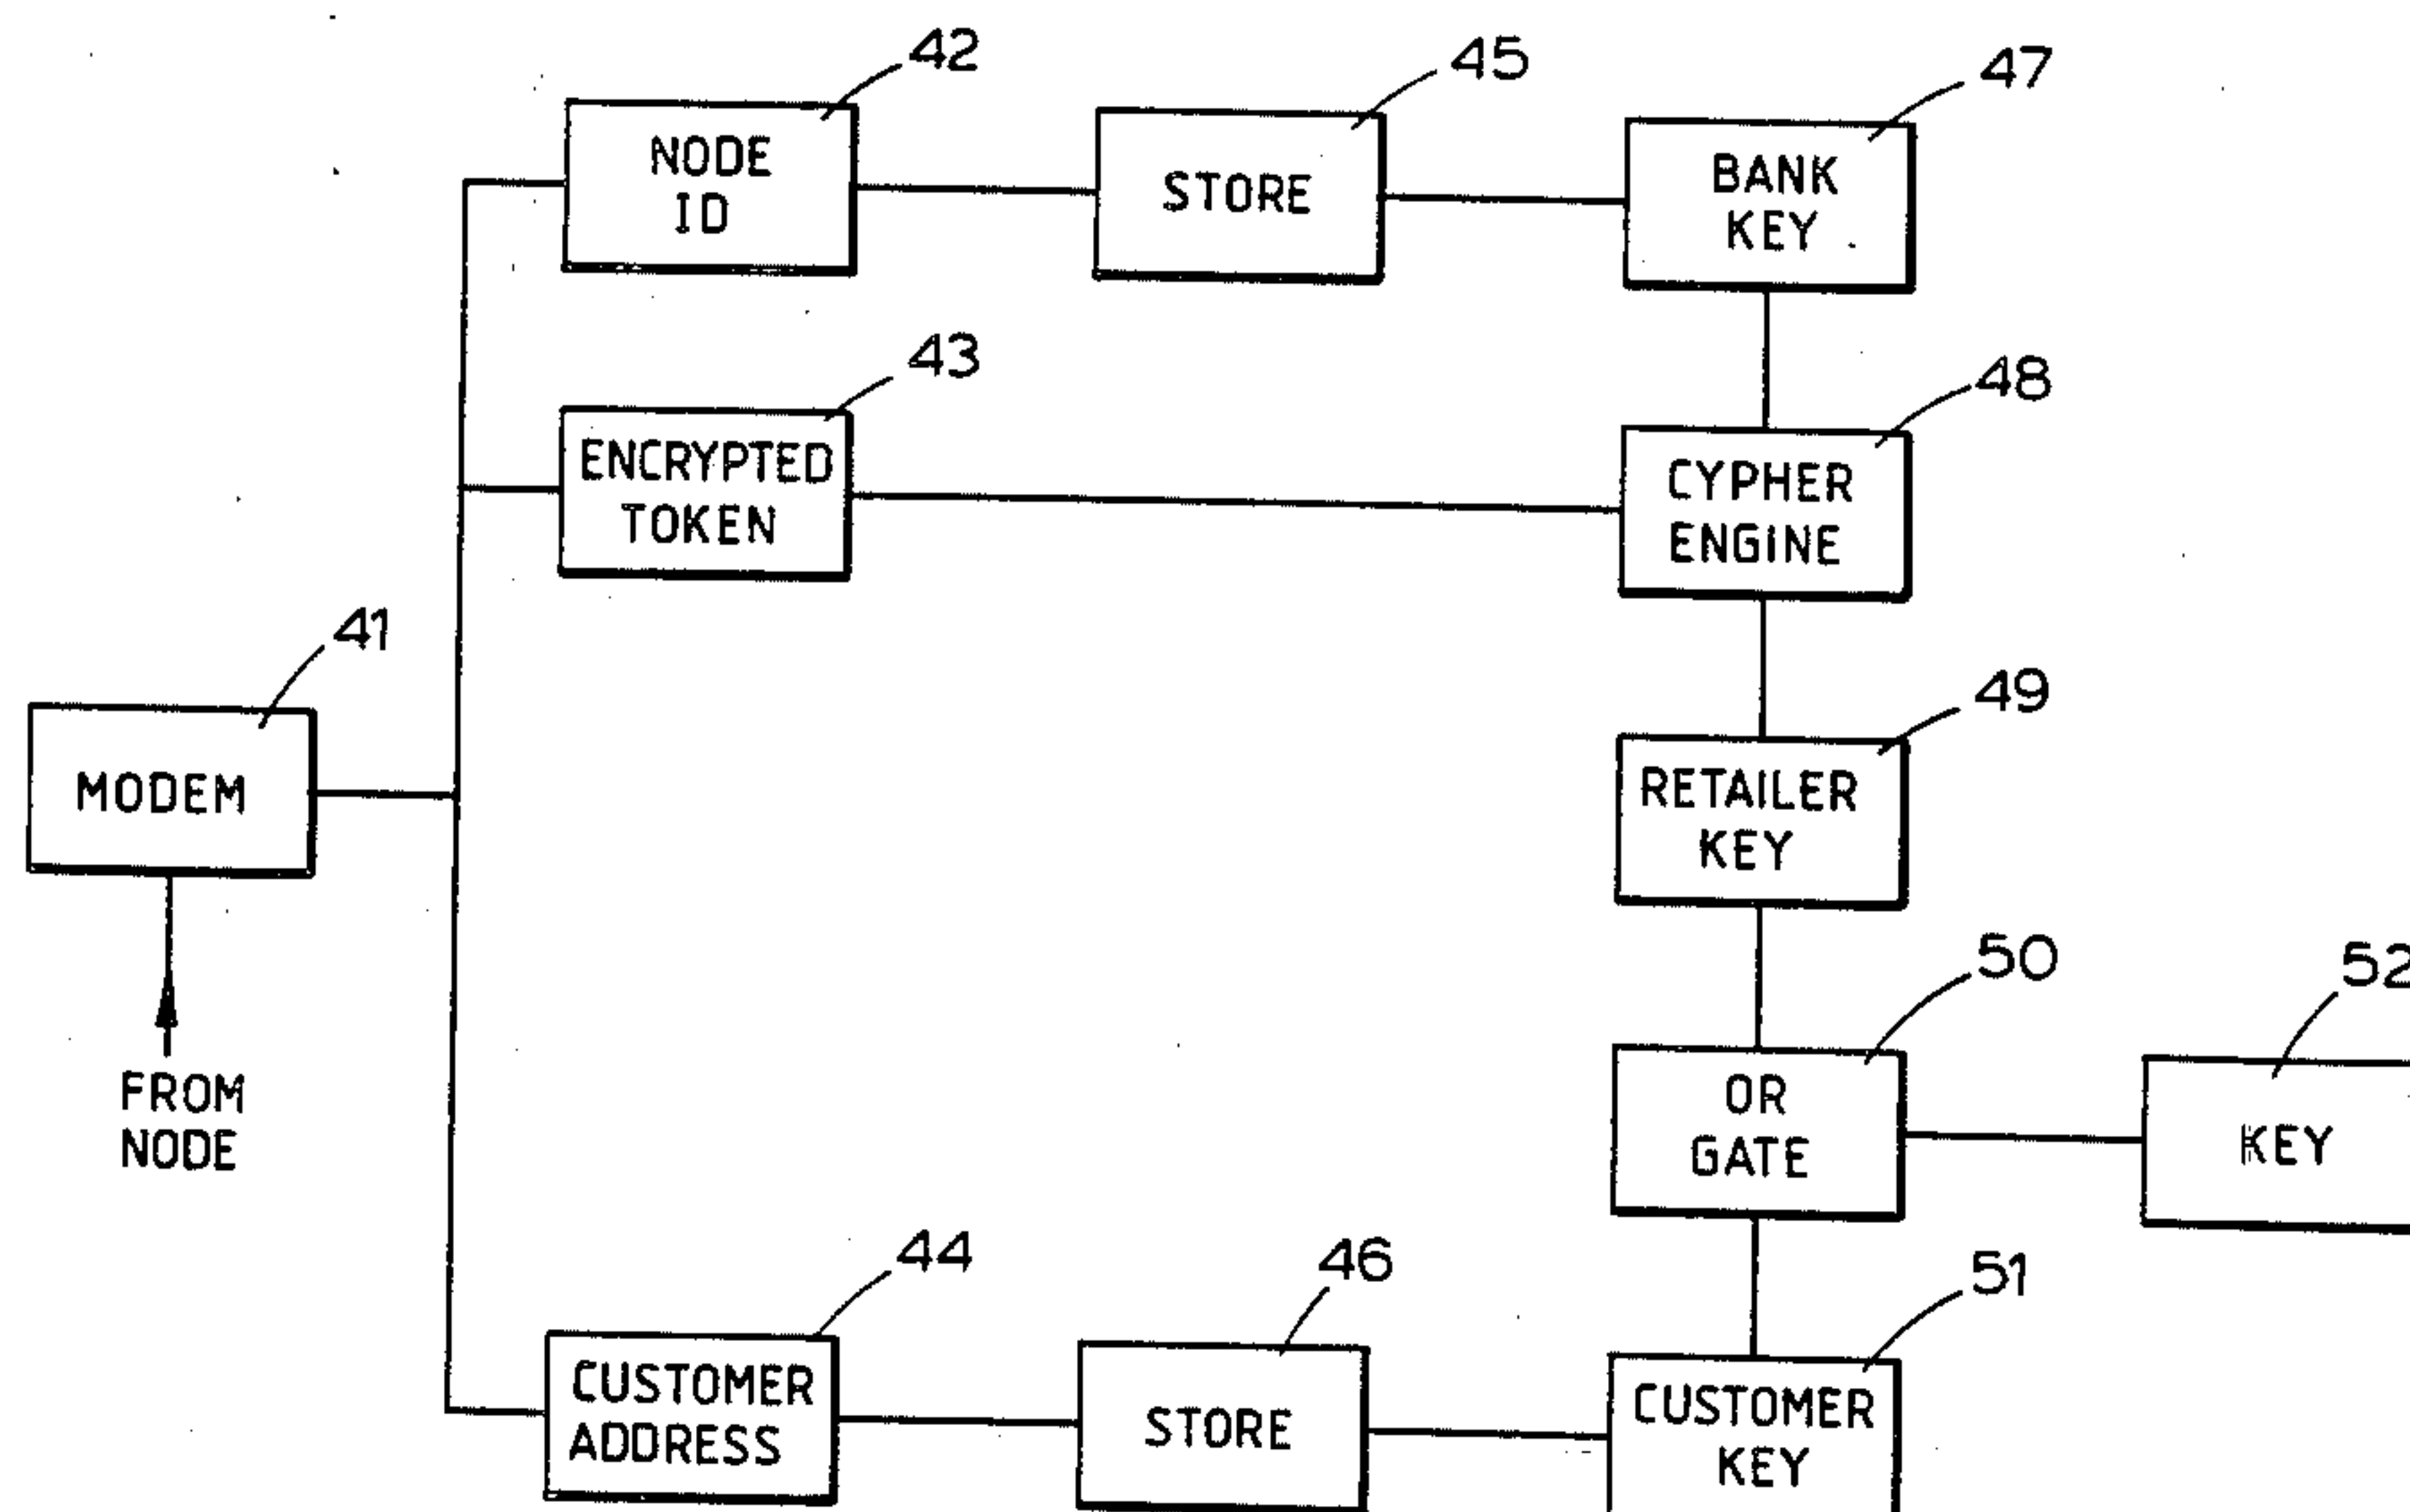 42
45
47
NODE
ID
STORE
BANK
KEY
43
48
ENCRYPTED
TOKEN
CYPHER
ENGINE
41
49
MODEM
RETAILER
KEY
50
52
FROM
NODE
OR
GATE
KEY
44
46
51
CUSTOMER
ADDRESS
STORE
CUSTOMER
KEY